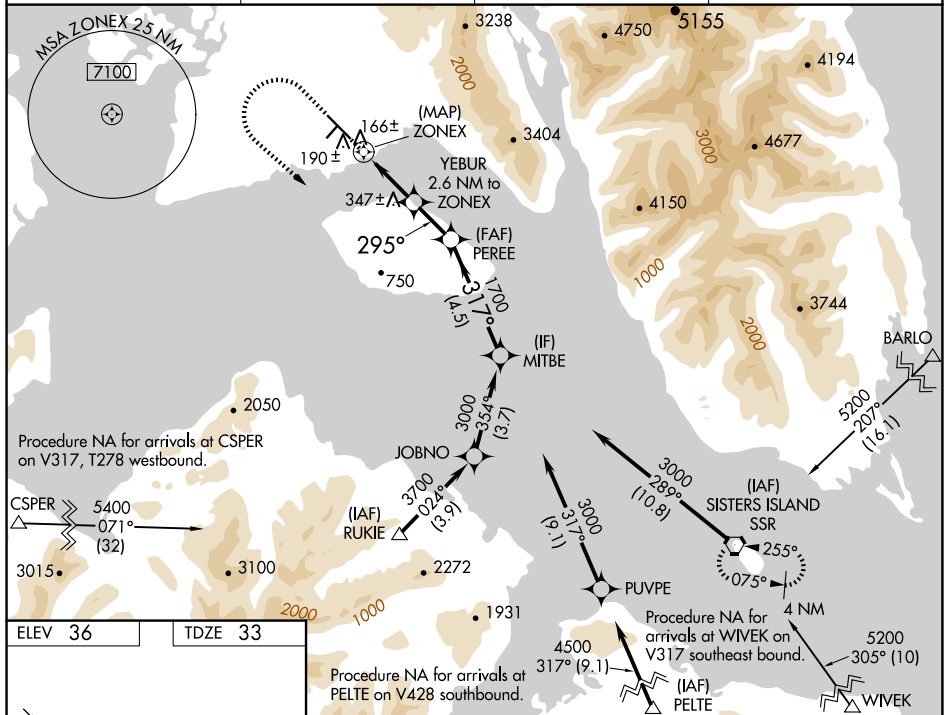 MSA ZONEX 25 NM
7100
3238
4750
5155
4194
2000
3404
3000
4677
4150
1000
3744
2000
166±
190 ±
(MAP)
ZONEX
YEBUR
2.6 NM to
ZONEX
347±
295°
(FAF)
PEREE
750
1700
317°
(4.5)
(IF)
MITBE
BARLO
5200
207°
(16.1)
2050
3000
354°
(3.7)
Procedure NA for arrivals at CSPER
on V317, T278 westbound.
JOBNO
3700
024°
(3.9)
(IAF)
RUKIE
CSPER
5400
071°
(32)
3015
3100
2272
2000
1000
1931
3000
289°
(10.8)
(IAF)
SISTERS ISLAND
SSR
255°
075°
4 NM
3000
317°
(9.1)
PUVPE
Procedure NA for
arrivals at WIVEK on
V317 southeast bound.
5200
305° (10)
WIVEK
4500
317° (9.1)
(IAF)
PELTE
Procedure NA for arrivals at
PELTE on V428 southbound.
ELEV 36
TDZE 33